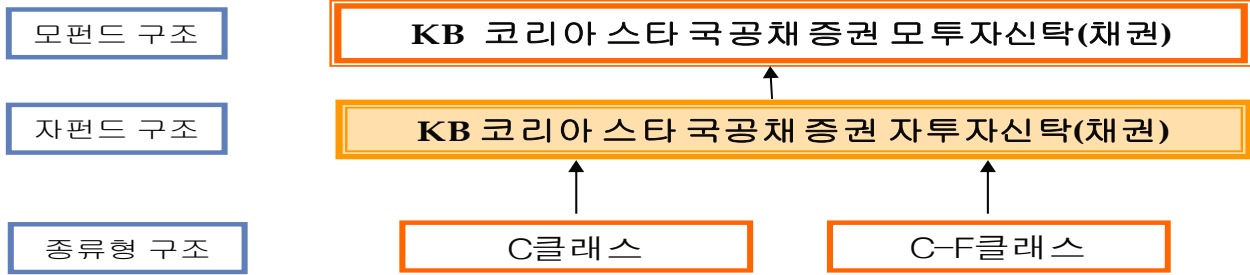 모펀드 구조
KB 코리아 스타 국공채 증권 모투자신탁(채권)
자펀드 구조
KB 코리아 스타 국공채 증권 자투자신탁(채권)
종류형 구조
C클래스
C-F클래스